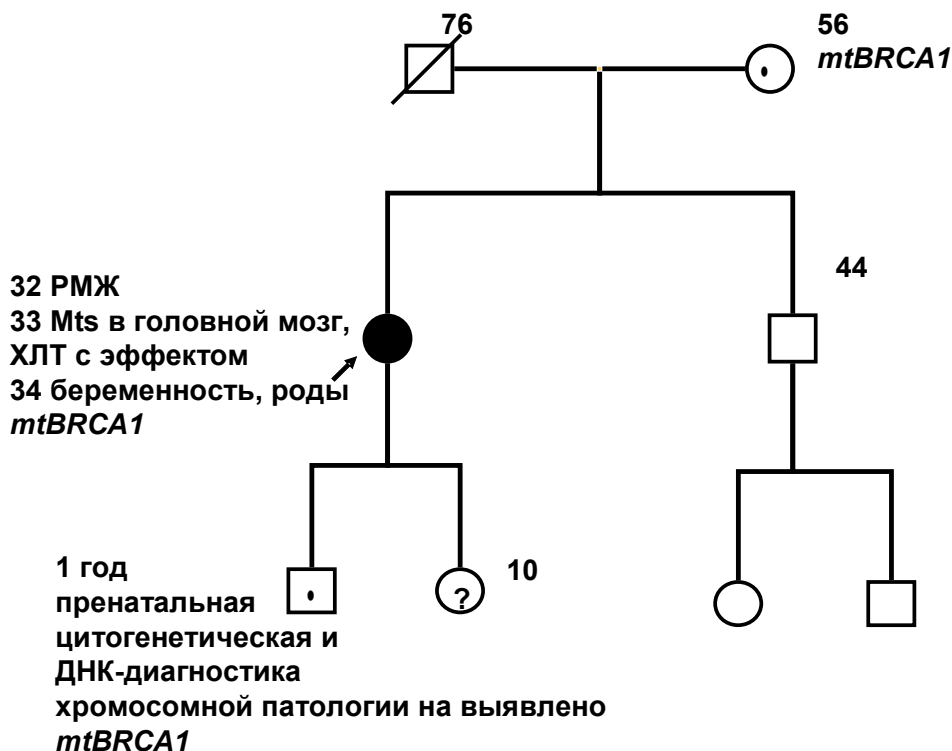 76
56
mtBRCA1
44
32 РМЖ
33 Mts в головной мозг,
ХЛТ с эффектом
34 беременность, роды
mtBRCA1
1 год
пренатальная
цитогенетическая и
ДНК-диагностика
хромосомной патологии на выявлено
mtBRCA1
?
10